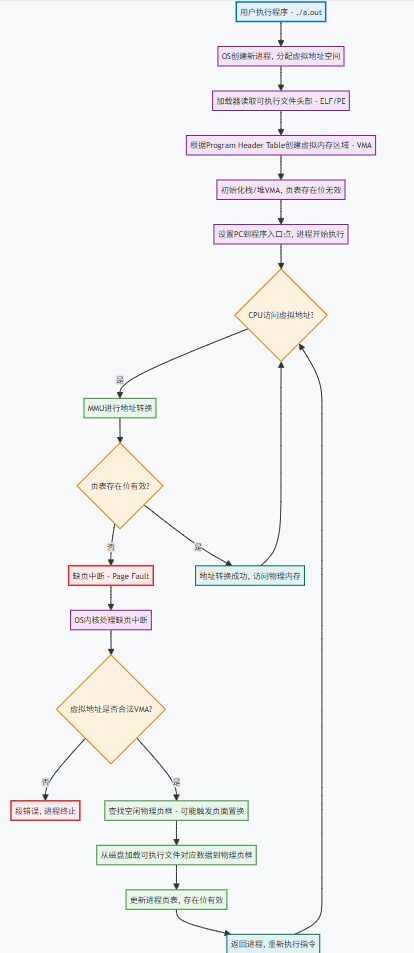 用户执行程序 - ./a.out
OS创建新进程, 分配虚拟地址空间
加载器读取可执行文件头部 - ELF/PE
根据Program Header Table创建虚拟内存区域 - VMA
初始化栈/堆VMA, 页表存在位无效
设置PC到程序入口点, 进程开始执行
CPU访问虚拟地址?
是
MMU进行地址转换
页表存在位有效?
否
是
缺页中断 - Page Fault
地址转换成功, 访问物理内存
OS内核处理缺页中断
虚拟地址是否合法VMA?
否
是
段错误, 进程终止
查找空闲物理页框 - 可能触发页面置换
从磁盘加载可执行文件对应数据到物理页框
更新进程页表, 存在位有效
返回进程, 重新执行指令